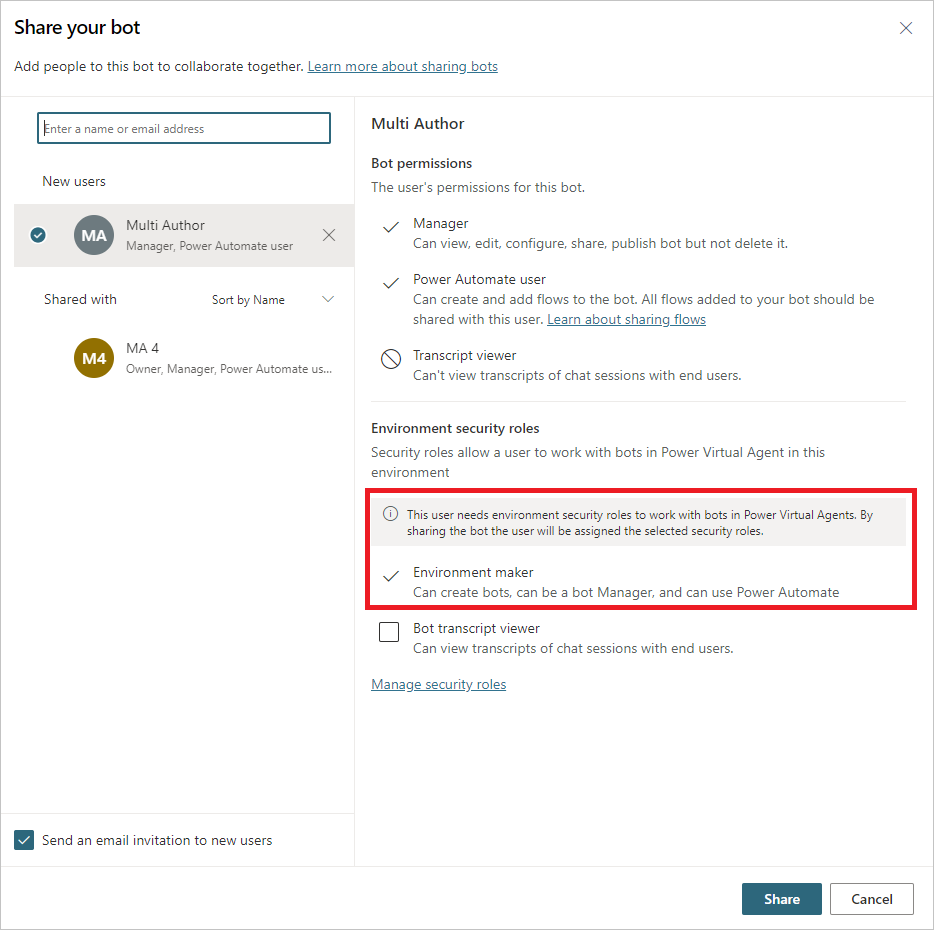 Share your bot
Add people to this bot to collaborate together. Learn more about sharing bots
Enter a name or email address
New users
MA
Multi Author
Manager, Power Automate user
Shared with
Sort by Name
M4
MA 4
Owner, Manager, Power Automate us...
Send an email invitation to new users
Multi Author
Bot permissions
The user's permissions for this bot.
Manager
Can view, edit, configure, share, publish bot but not delete it.
Power Automate user
Can create and add flows to the bot. All flows added to your bot should be
shared with this user. Learn about sharing flows
Transcript viewer
Can't view transcripts of chat sessions with end users.
Environment security roles
Security roles allow a user to work with bots in Power Virtual Agent in this
environment
This user needs environment security roles to work with bots in Power Virtual Agents. By
sharing the bot the user will be assigned the selected security roles.
Environment maker
Can create bots, can be a bot Manager, and can use Power Automate
Bot transcript viewer
Can view transcripts of chat sessions with end users.
Manage security roles
Share
Cancel